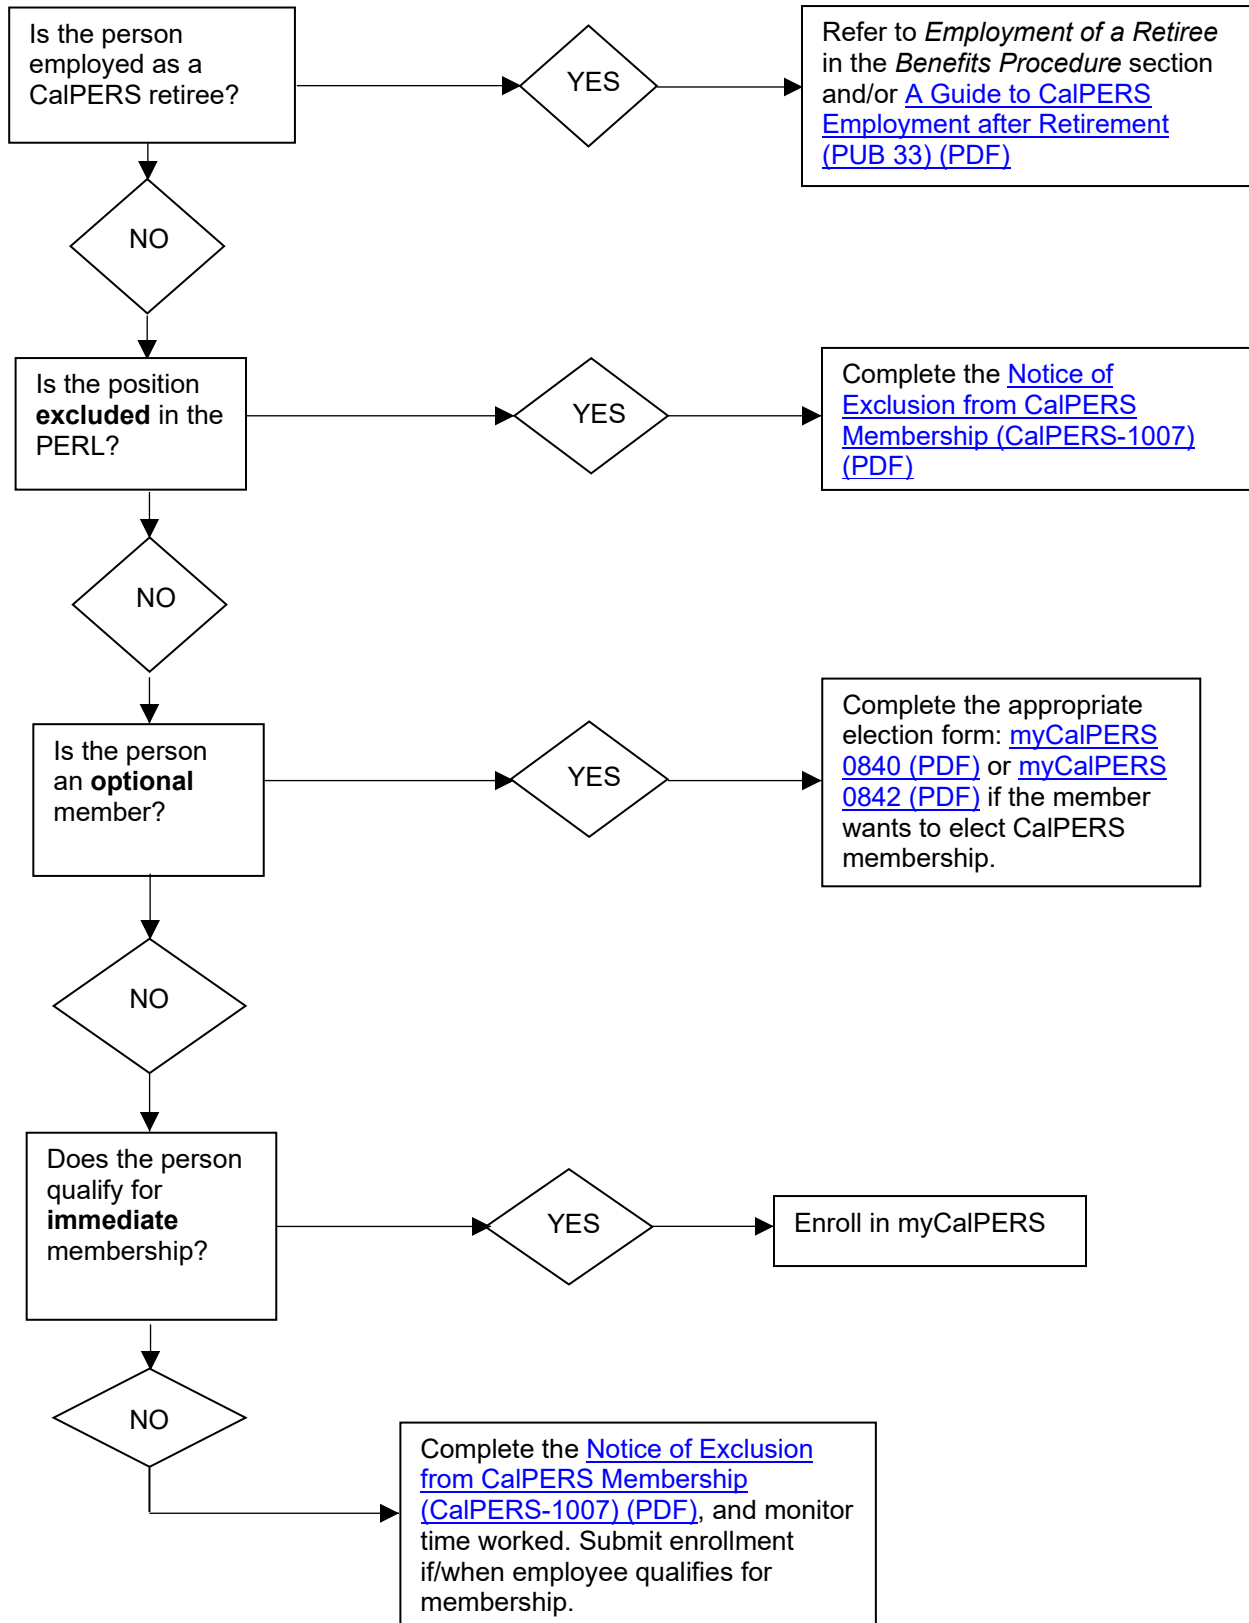 Is the person
employed as a
CalPERS retiree?
YES
Refer to Employment of a Retiree
in the Benefits Procedure section
and/or A Guide to CalPERS
Employment after Retirement
(PUB 33) (PDF)
NO
Is the position
excluded in the
PERL?
YES
Complete the Notice of
Exclusion from CalPERS
Membership (CalPERS-1007)
(PDF)
NO
Is the person
an optional
member?
YES
Complete the appropriate
election form: myCalPERS
0840 (PDF) or myCalPERS
0842 (PDF) if the member
wants to elect CalPERS
membership.
NO
Does the person
qualify for
immediate
membership?
YES
Enroll in myCalPERS
NO
Complete the Notice of Exclusion
from CalPERS Membership
(CalPERS-1007) (PDF), and monitor
time worked. Submit enrollment
if/when employee qualifies for
membership.